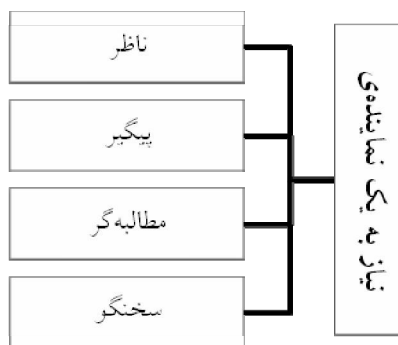 نیاز به یک نماینده‌ی
ناظر
پیگیر
مطالبه‌گر
سخنگو